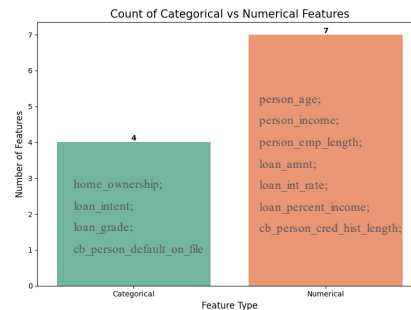 Count of Categorical vs Numerical Features
7
7
6
5
4
3
2
1
0
Number of Features
4
home_ownership;
loan_intent;
loan_grade;
cb_person_default_on_file
person_age;
person_income;
person_emp_length;
loan_amnt;
loan_int_rate;
loan_percent_income;
cb_person_cred_hist_length;
Categorical
Numerical
Feature Type